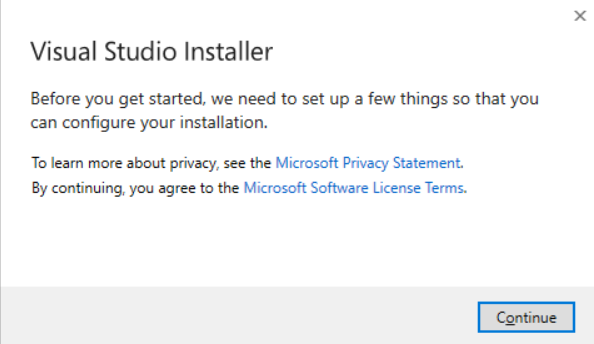 Visual Studio Installer
Before you get started, we need to set up a few things so that you
can configure your installation.
To learn more about privacy, see the Microsoft Privacy Statement.
By continuing, you agree to the Microsoft Software License Terms.
Continue